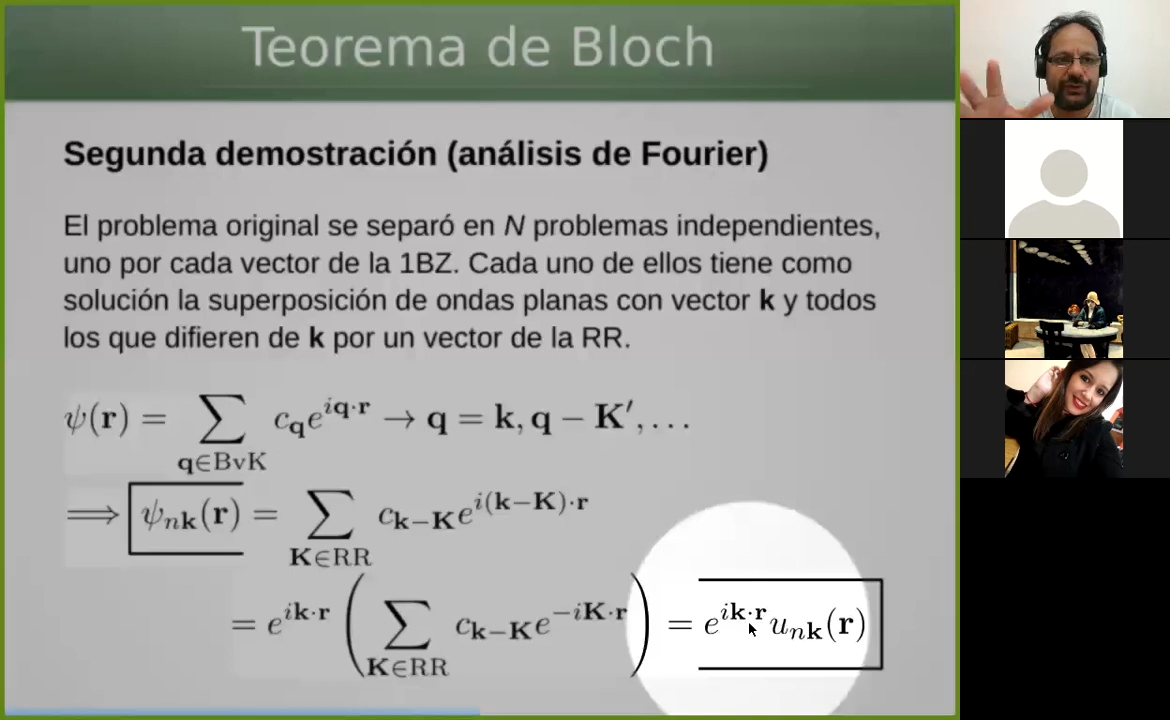 Teorema de Bloch
Segunda demostración (análisis de Fourier)
El problema original se separó en N problemas independientes,
uno por cada vector de la 1BZ. Cada uno de ellos tiene como
solución la superposición de ondas planas con vector k y todos
los que difieren de k por un vector de la RR.
ψ(r) = ∑_{q∈BvK} c_q e^{iq·r} → q = k, q − K′, ...
⟹ ψ_{nk}(r) = ∑_{K∈RR} c_{k−K} e^{i(k−K)·r}
= e^{ik·r} ( ∑_{K∈RR} c_{k−K} e^{−iK·r} ) = e^{ik·r} u_{nk}(r)